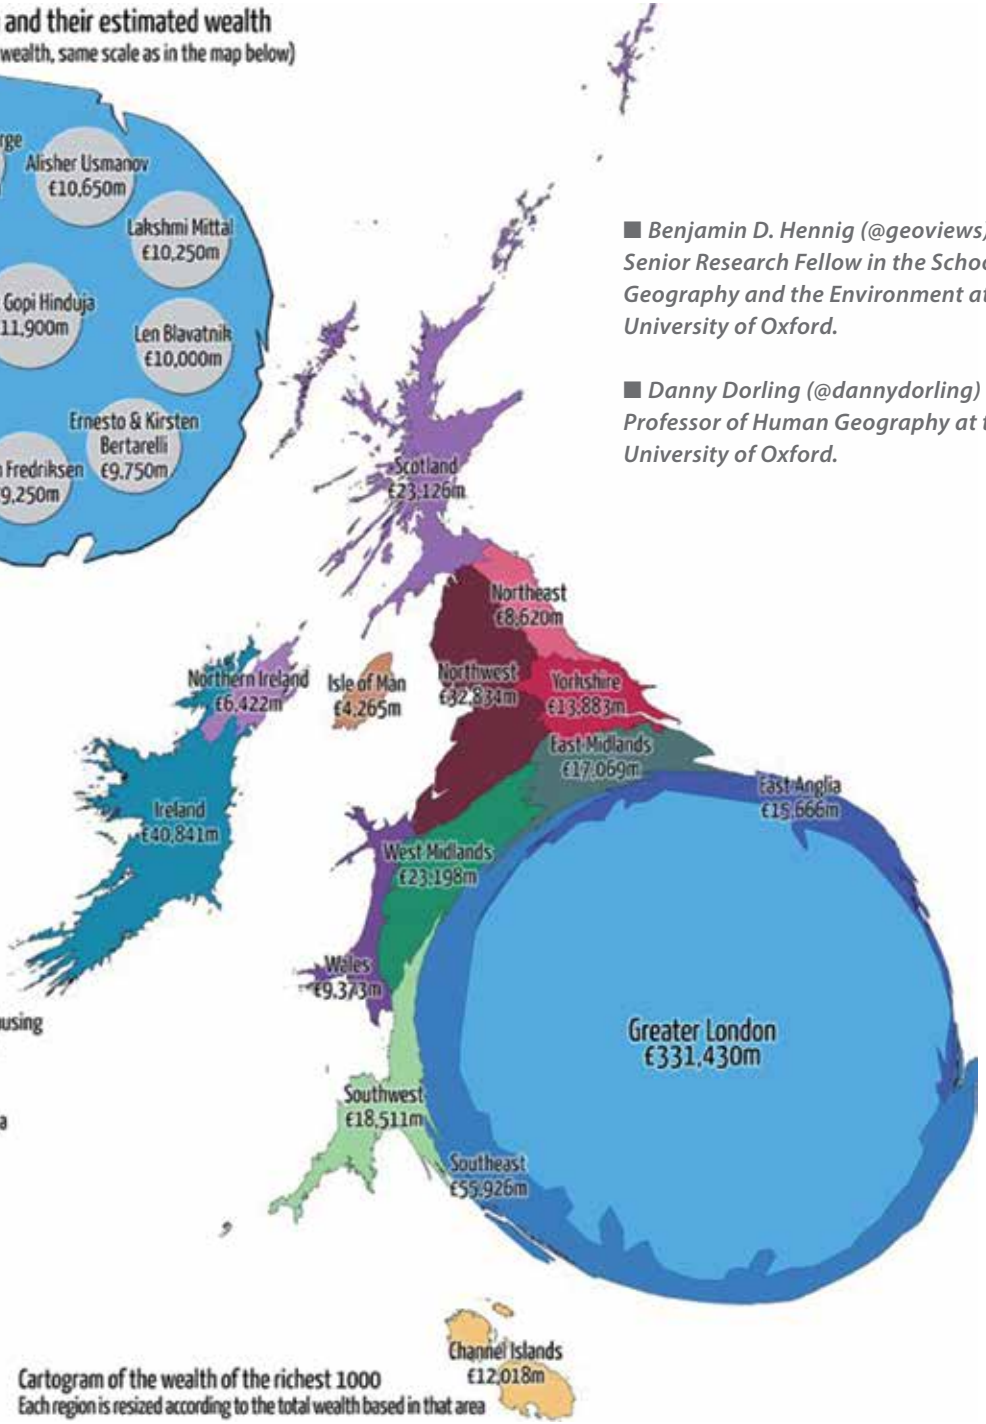 and their estimated wealth
wealth, same scale as in the map below)
rge
Alisher Usmanov
£10,650m
Lakshmi Mittal
£10,250m
Gopi Hinduja
11,900m
Len Blavatnik
£10,000m
Ernesto & Kirsten
Bertarelli
£9,750m
Fredriksen
9,250m
■ Benjamin D. Hennig (@geoviews)
Senior Research Fellow in the Schoo
Geography and the Environment at
University of Oxford.
■ Danny Dorling (@dannydorling)
Professor of Human Geography at t
University of Oxford.
Scotland
£23,126m
Northeast
£8,620m
Northern Ireland
£6,422m
Isle of Man
£4,265m
Northwest
£32,834m
Yorkshire
£13,883m
East Midlands
£17,069m
East Anglia
£15,666m
Ireland
£40,841m
West Midlands
£23,198m
Wales
£9,373m
using
Greater London
£331,430m
a
Southwest
£18,511m
Southeast
£55,926m
Channel Islands
£12,018m
Cartogram of the wealth of the richest 1000
Each region is resized according to the total wealth based in that area